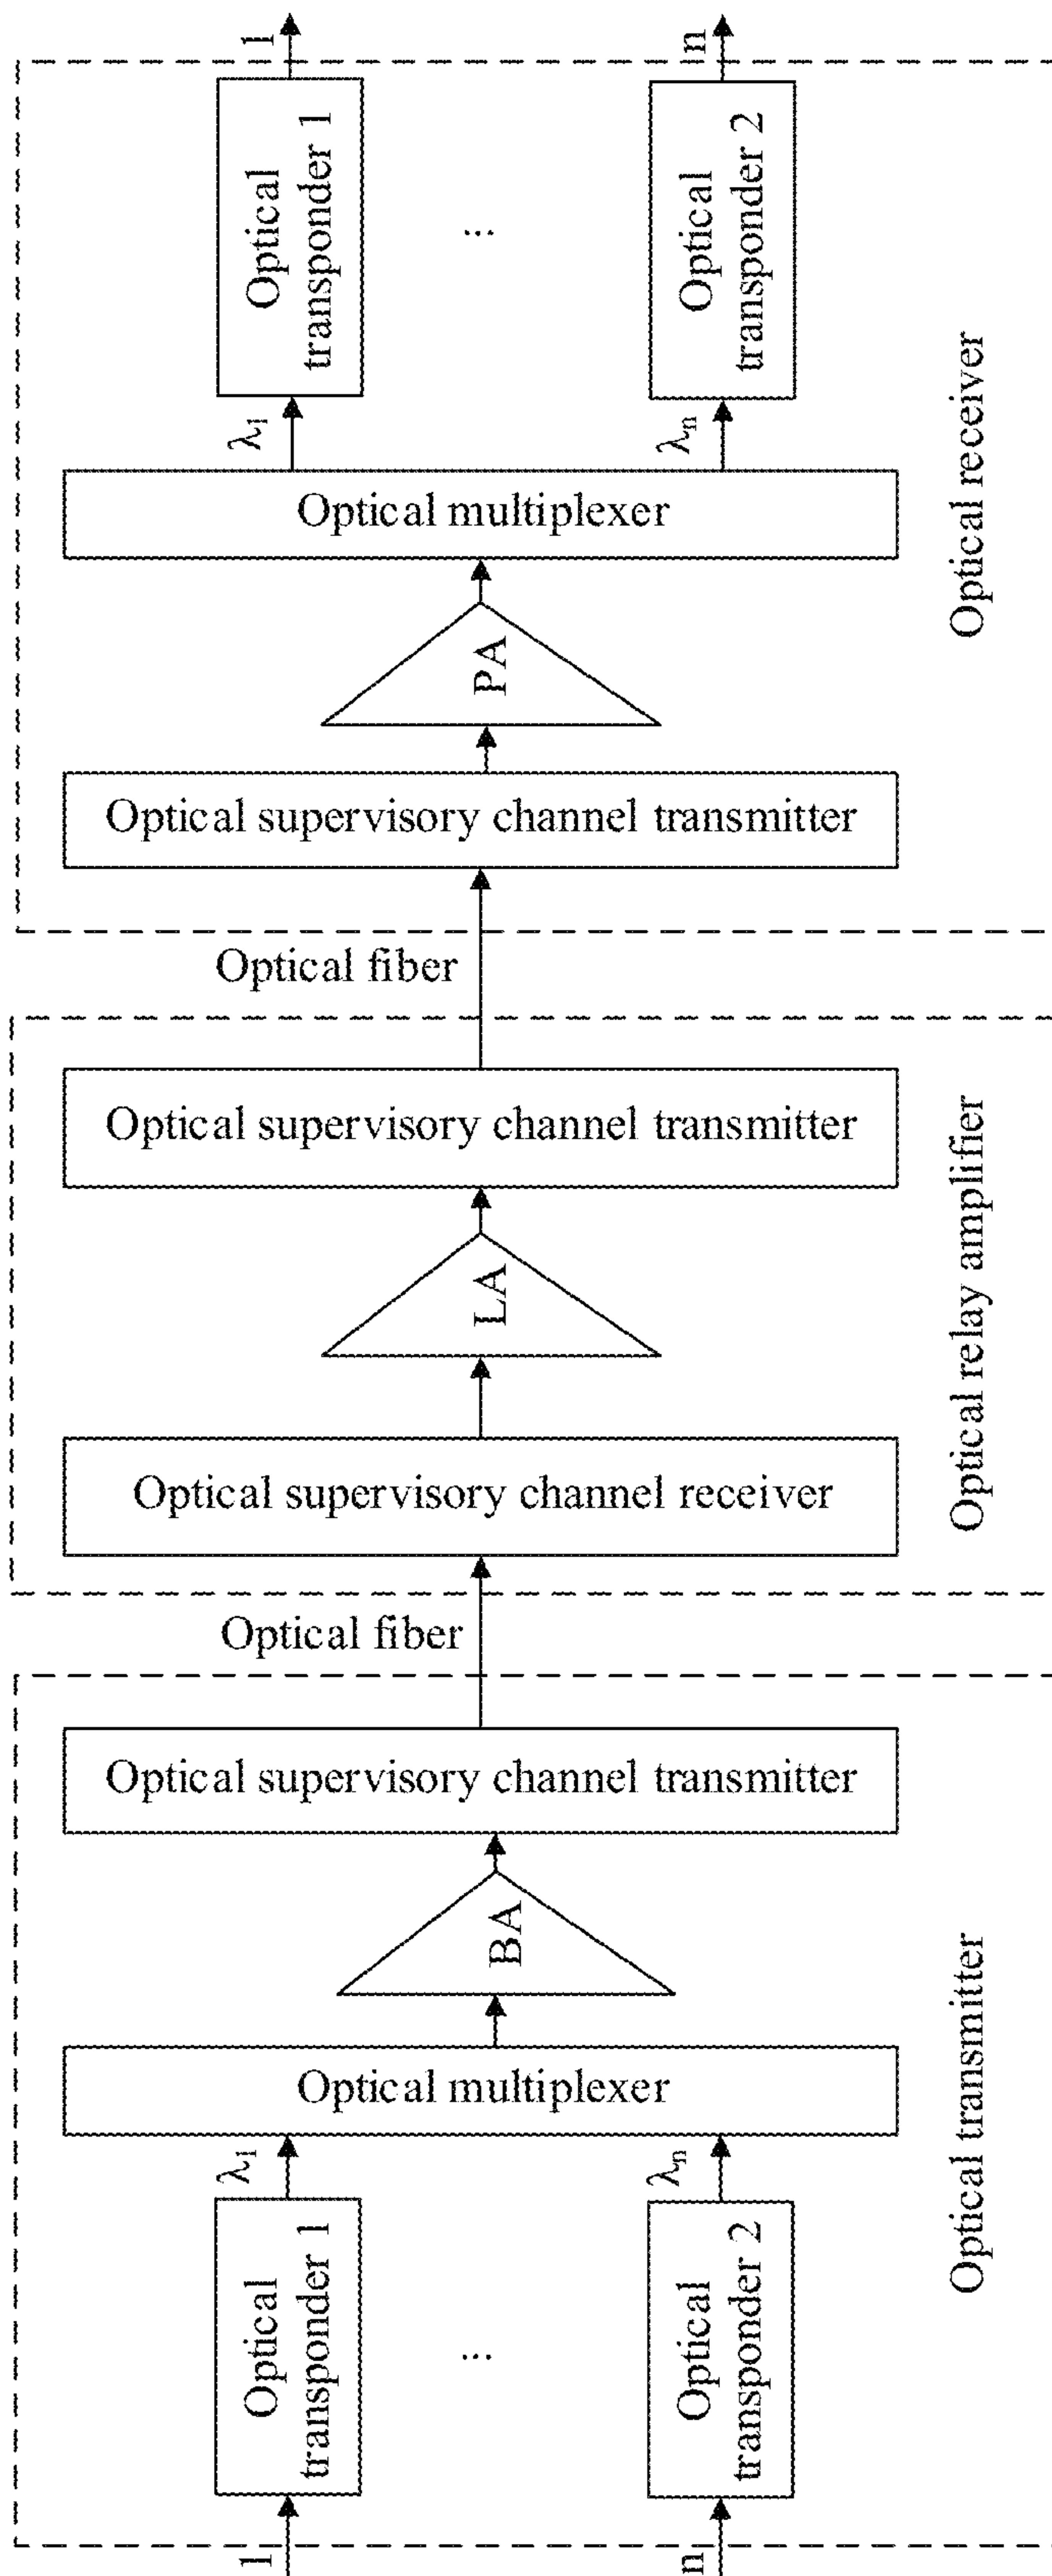 1
n
Optical
transponder 1
...
Optical
transponder 2
λ1
λn
Optical multiplexer
PA
Optical supervisory channel transmitter
Optical receiver
Optical fiber
Optical supervisory channel transmitter
LA
Optical supervisory channel receiver
Optical relay amplifier
Optical fiber
Optical supervisory channel transmitter
BA
Optical multiplexer
λ1
λn
Optical
transponder 1
...
Optical
transponder 2
Optical transmitter
1
n